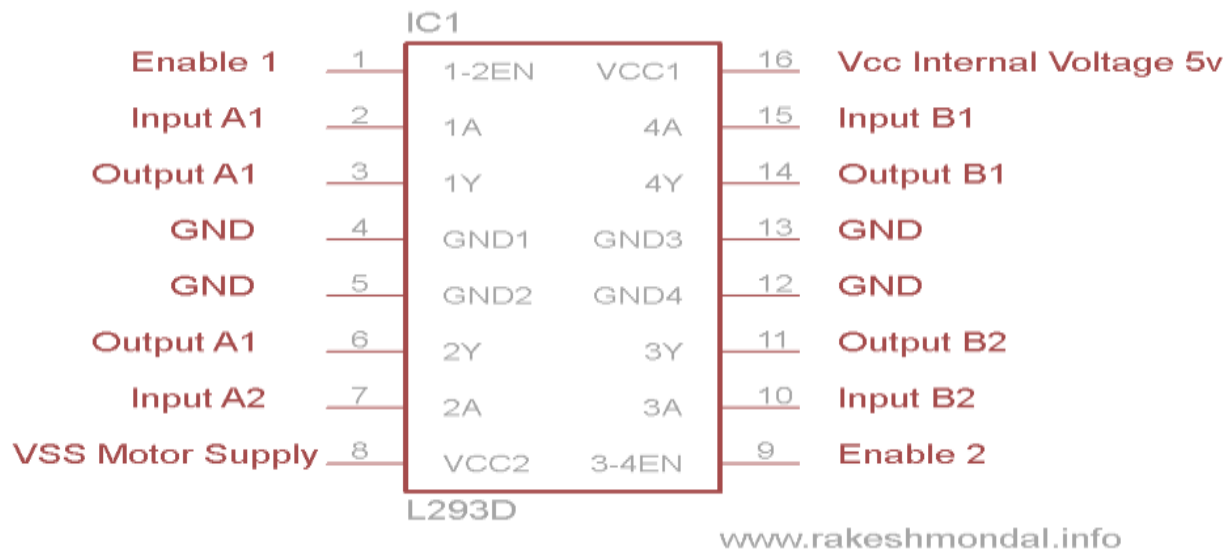 IC1
Enable 1 1 1-2EN VCC1 16 Vcc Internal Voltage 5v
Input A1 2 1A 4A 15 Input B1
Output A1 3 1Y 4Y 14 Output B1
GND 4 GND1 GND3 13 GND
GND 5 GND2 GND4 12 GND
Output A1 6 2Y 3Y 11 Output B2
Input A2 7 2A 3A 10 Input B2
VSS Motor Supply 8 VCC2 3-4EN 9 Enable 2
L293D
www.rakeshmondal.info